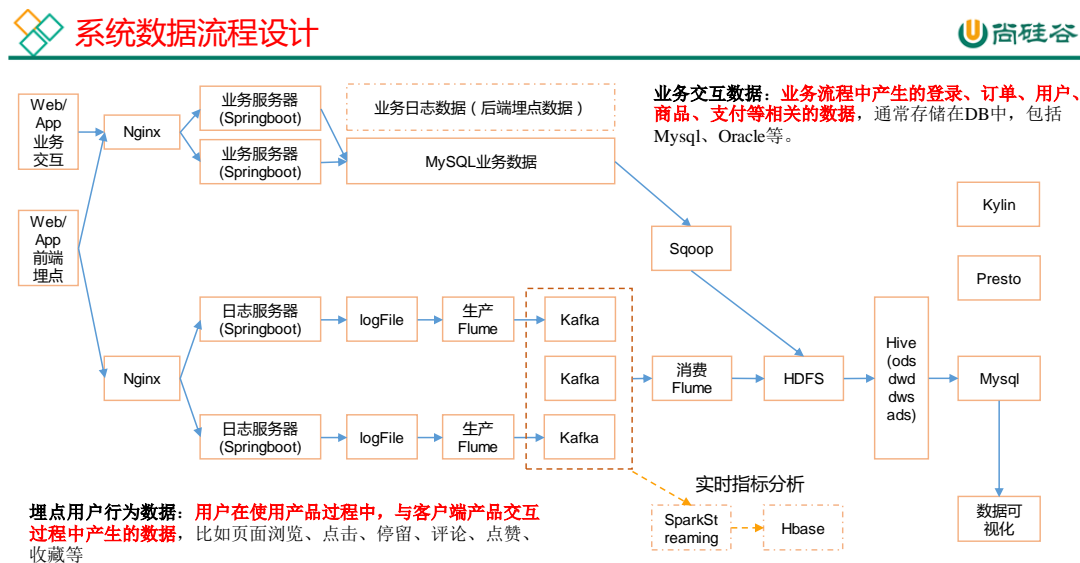 系统数据流程设计
尚硅谷
Web/
App
业务
交互
Nginx
业务服务器
(Springboot)
业务服务器
(Springboot)
业务日志数据（后端埋点数据）
MySQL业务数据
业务交互数据：业务流程中产生的登录、订单、用户、
商品、支付等相关的数据，通常存储在DB中，包括
Mysql、Oracle等。
Web/
App
前端
埋点
Sqoop
Kylin
Presto
Nginx
日志服务器
(Springboot)
logFile
生产
Flume
Kafka
Kafka
日志服务器
(Springboot)
logFile
生产
Flume
Kafka
消费
Flume
HDFS
Hive
(ods
dwd
dws
ads)
Mysql
数据可
视化
实时指标分析
SparkSt
reaming
Hbase
埋点用户行为数据：用户在使用产品过程中，与客户端产品交互
过程中产生的数据，比如页面浏览、点击、停留、评论、点赞、
收藏等